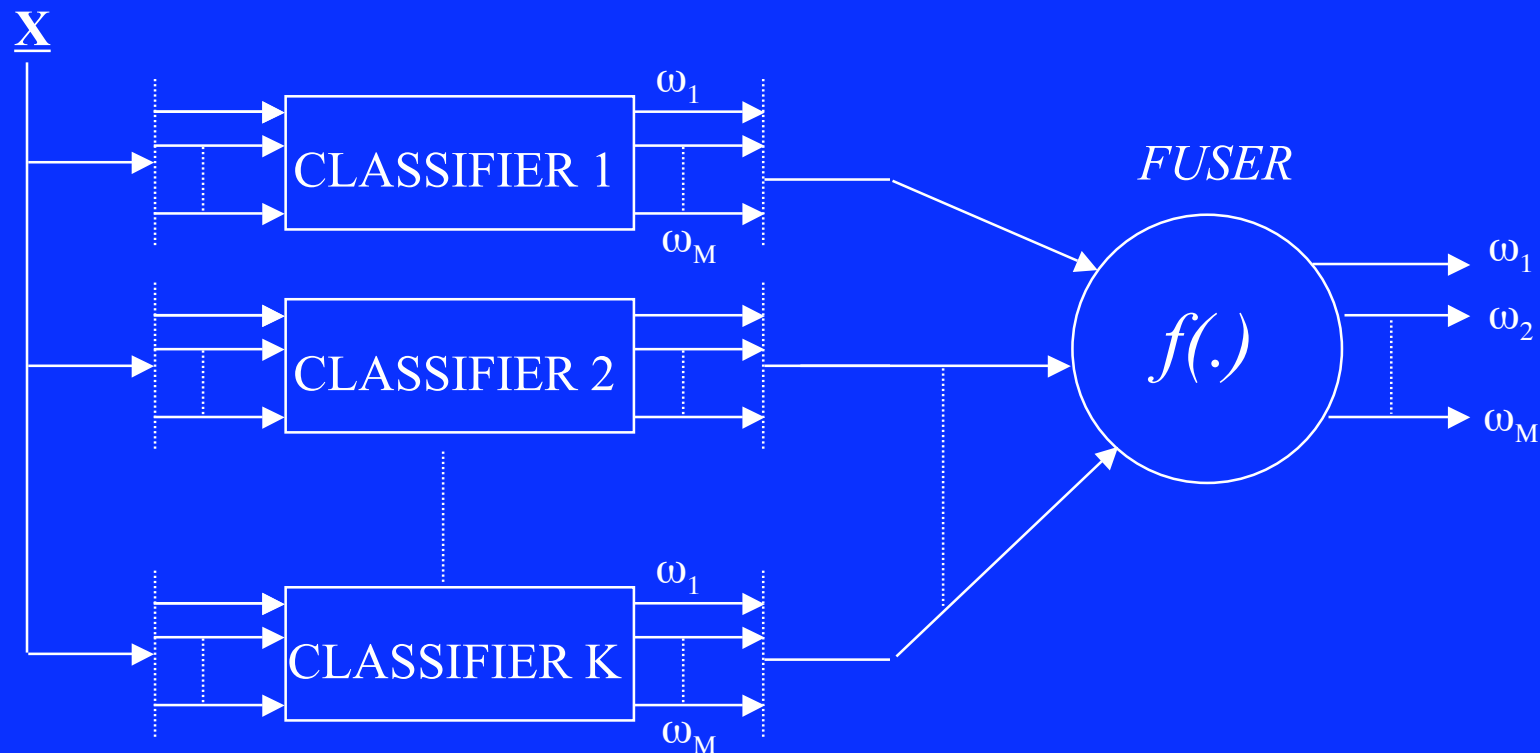 X
ω1
CLASSIFIER 1
ωM
CLASSIFIER 2
ω1
CLASSIFIER K
ωM
FUSER
f(.)
ω1
ω2
ωM